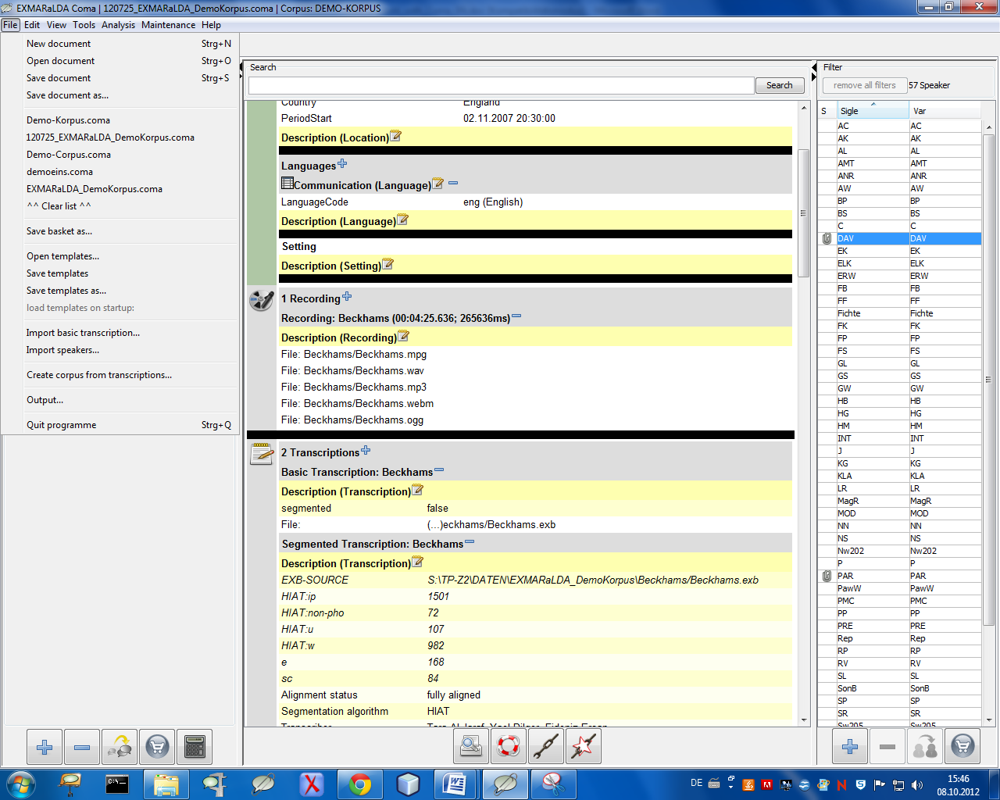 EXMARaLDA Coma | 120725_EXMARaLDA_DemoKorpus.coma | Corpus: DEMO-KORPUS
File Edit View Tools Analysis Maintenance Help
New document Strg+N
Open document Strg+O
Save document Strg+S
Save document as...
Demo-Korpus.coma
120725_EXMARaLDA_DemoKorpus.coma
Demo-Corpus.coma
demoeins.coma
EXMARaLDA_DemoKorpus.coma
^^ Clear list ^^
Save basket as...
Open templates...
Save templates
Save templates as...
load templates on startup:
Import basic transcription...
Import speakers...
Create corpus from transcriptions...
Output...
Quit programme Strg+Q
Search
Search
Country England
PeriodStart 02.11.2007 20:30:00
Description (Location)
Languages
Communication (Language)
LanguageCode eng (English)
Description (Language)
Setting
Description (Setting)
1 Recording
Recording: Beckhams (00:04:25.636; 265636ms)
Description (Recording)
File: Beckhams/Beckhams.mpg
File: Beckhams/Beckhams.wav
File: Beckhams/Beckhams.mp3
File: Beckhams/Beckhams.webm
File: Beckhams/Beckhams.ogg
2 Transcriptions
Basic Transcription: Beckhams
Description (Transcription)
segmented false
File: (...)eckhams/Beckhams.exb
Segmented Transcription: Beckhams
Description (Transcription)
EXB-SOURCE S:\TP-Z2\DATEN\EXMARaLDA_DemoKorpus\Beckhams/Beckhams.exb
HIAT:ip 1501
HIAT:non-pho 72
HIAT:u 107
HIAT:w 982
e 168
sc 84
Alignment status fully aligned
Segmentation algorithm HIAT
Filter
remove all filters 57 Speaker
S Sigle Var
AC AC
AK AK
AL AL
AMT AMT
ANR ANR
AW AW
BP BP
BS BS
C C
DAV DAV
EK EK
ELK ELK
ERW ERW
FB FB
FF FF
Fichte Fichte
FK FK
FP FP
FS FS
GL GL
GS GS
GW GW
HB HB
HG HG
HM HM
INT INT
J J
KG KG
KLA KLA
LR LR
MagR MagR
MOD MOD
NN NN
NS NS
Nw202 Nw202
P P
PAR PAR
PawW PawW
PMC PMC
PP PP
PRE PRE
Rep Rep
RP RP
RV RV
SL SL
SonB SonB
SP SP
SR SR
Sw205 Sw205
DE
15:46
08.10.2012